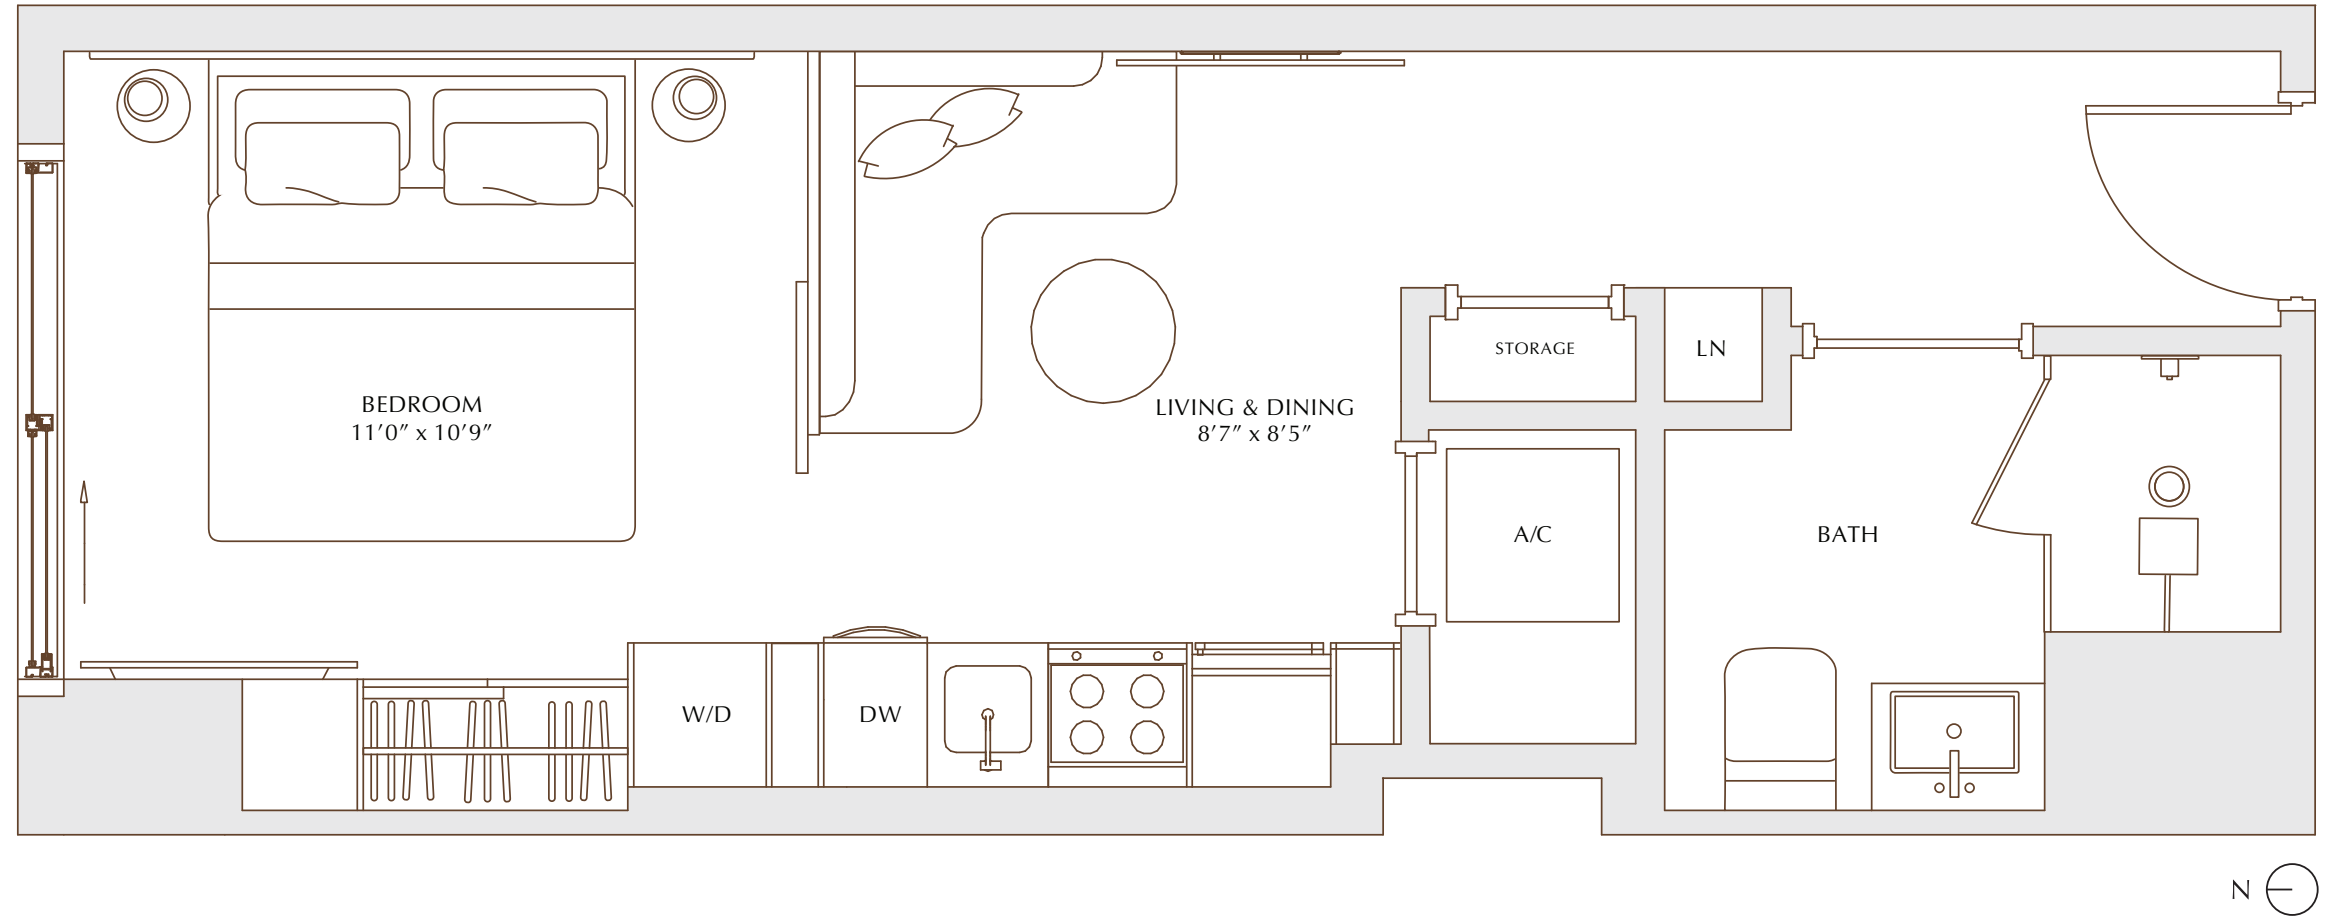 STORAGE
LN
BEDROOM
11’0” x 10’9”
LIVING & DINING
8’7” x 8’5”
A/C
BATH
W/D
DW
N